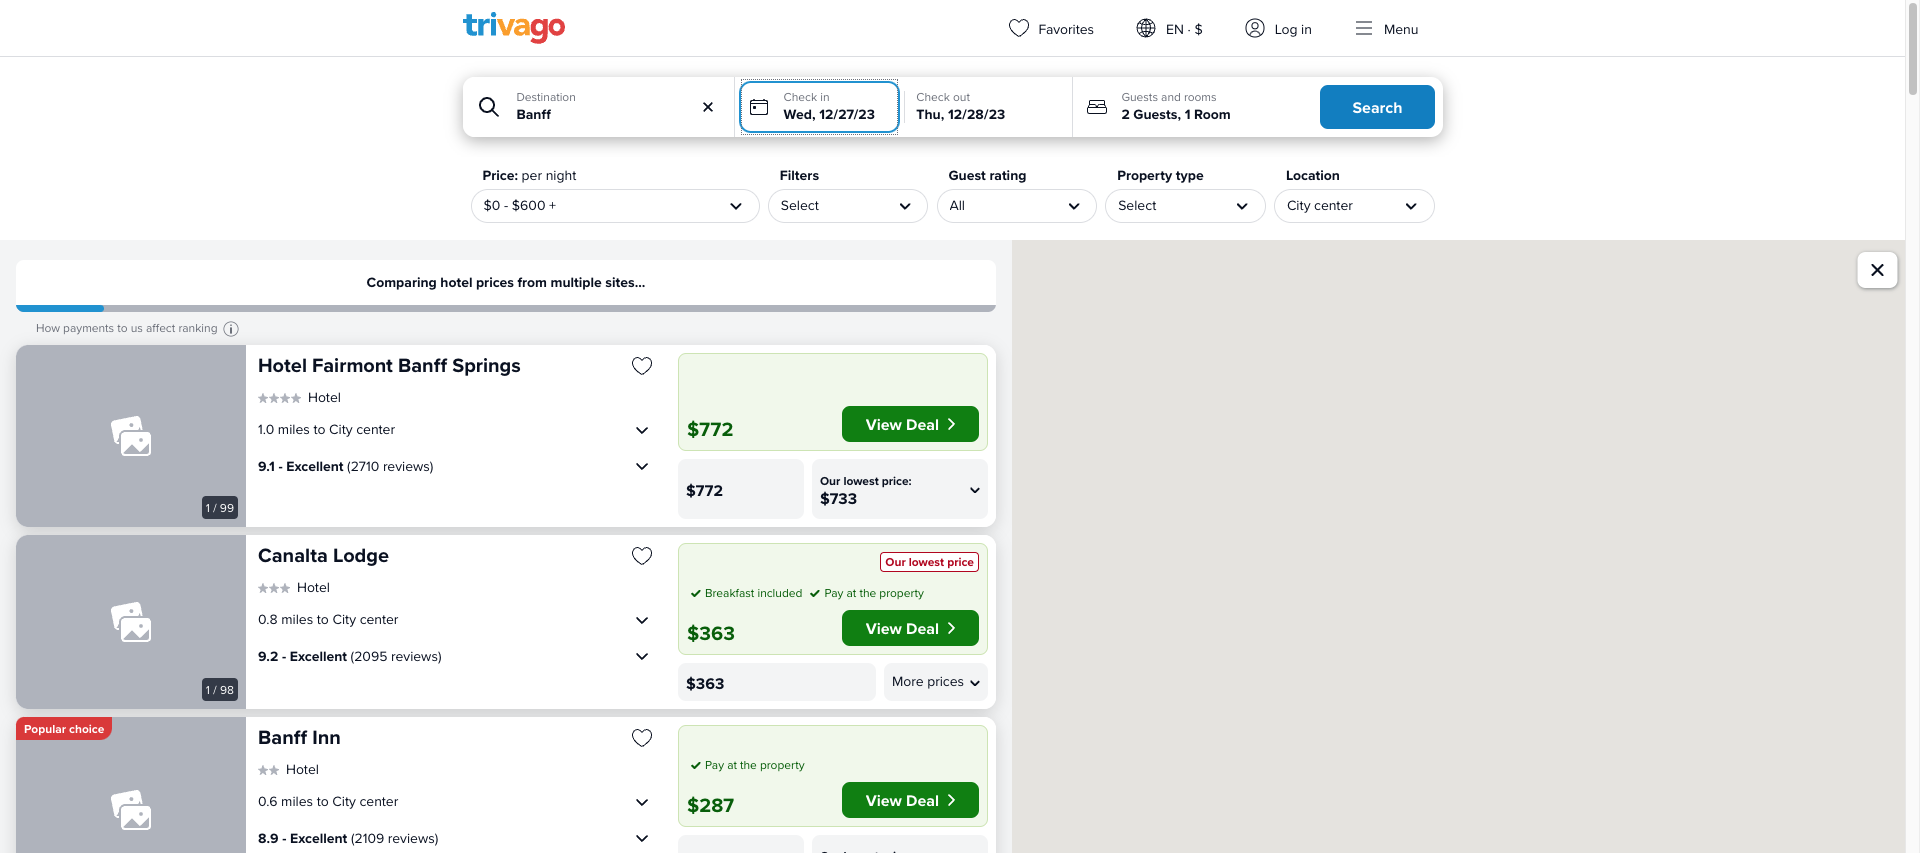 trivago
Favorites
EN · $
Log in
Menu
Destination
Banff
Check in
Wed, 12/27/23
Check out
Thu, 12/28/23
Guests and rooms
2 Guests, 1 Room
Search
Price: per night
$0 - $600 +
Filters
Select
Guest rating
All
Property type
Select
Location
City center
Comparing hotel prices from multiple sites...
How payments to us affect ranking
1 / 99
Hotel Fairmont Banff Springs
Hotel
1.0 miles to City center
9.1 - Excellent (2710 reviews)
$772
View Deal
$772
Our lowest price:
$733
1 / 98
Canalta Lodge
Hotel
0.8 miles to City center
9.2 - Excellent (2095 reviews)
Our lowest price
Breakfast included Pay at the property
$363
View Deal
$363
More prices
Popular choice
Banff Inn
Hotel
0.6 miles to City center
8.9 - Excellent (2109 reviews)
Pay at the property
$287
View Deal